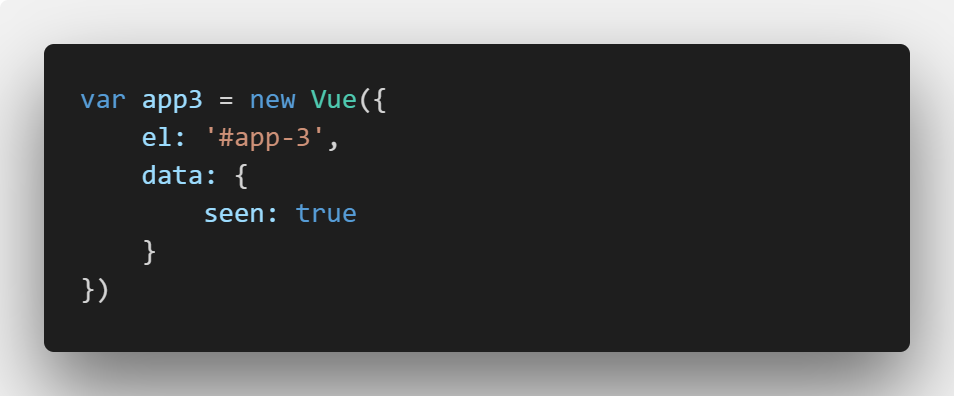 var app3 = new Vue({
    el: '#app-3',
    data: {
        seen: true
    }
})